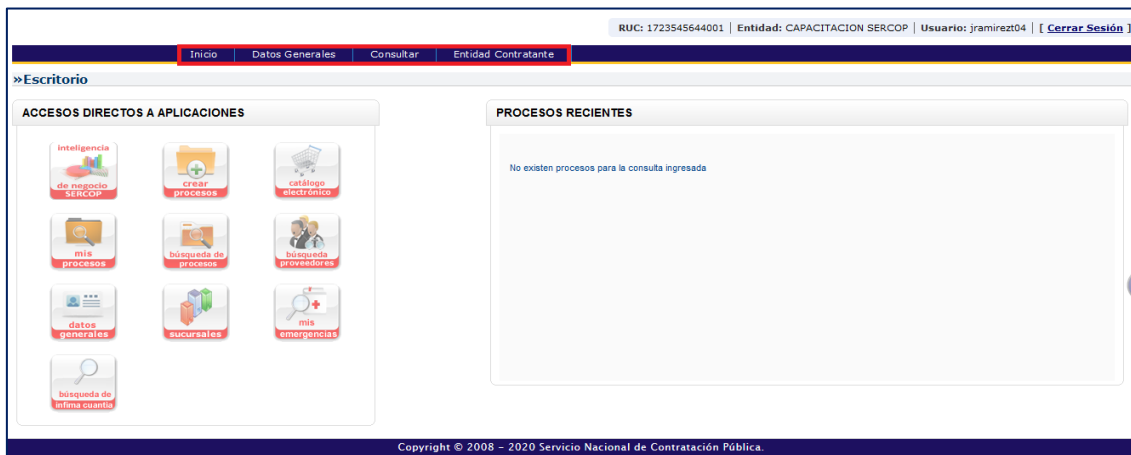 RUC: 1723545644001 | Entidad: CAPACITACION SERCOP | Usuario: jramirezt04 | [ Cerrar Sesión ]
Inicio | Datos Generales | Consultar | Entidad Contratante
»Escritorio
ACCESOS DIRECTOS A APLICACIONES
inteligencia
de negocio
SERCOP
crear
procesos
catálogo
electrónico
mis
procesos
búsqueda de
procesos
búsqueda
proveedores
datos
generales
sucursales
mis
emergencias
búsqueda de
ínfima cuantía
PROCESOS RECIENTES
No existen procesos para la consulta ingresada
Copyright © 2008 - 2020 Servicio Nacional de Contratación Pública.